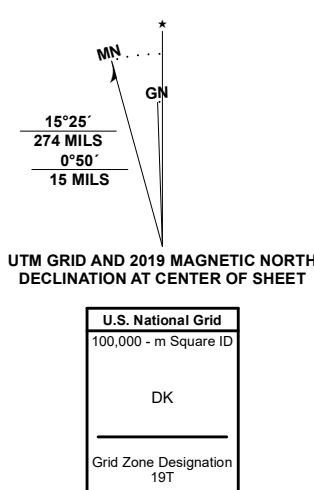 ★
MN
GN
15°25´
274 MILS
0°50´
15 MILS
UTM GRID AND 2019 MAGNETIC NORTH
DECLINATION AT CENTER OF SHEET
U.S. National Grid
100,000 - m Square ID
DK
Grid Zone Designation
19T